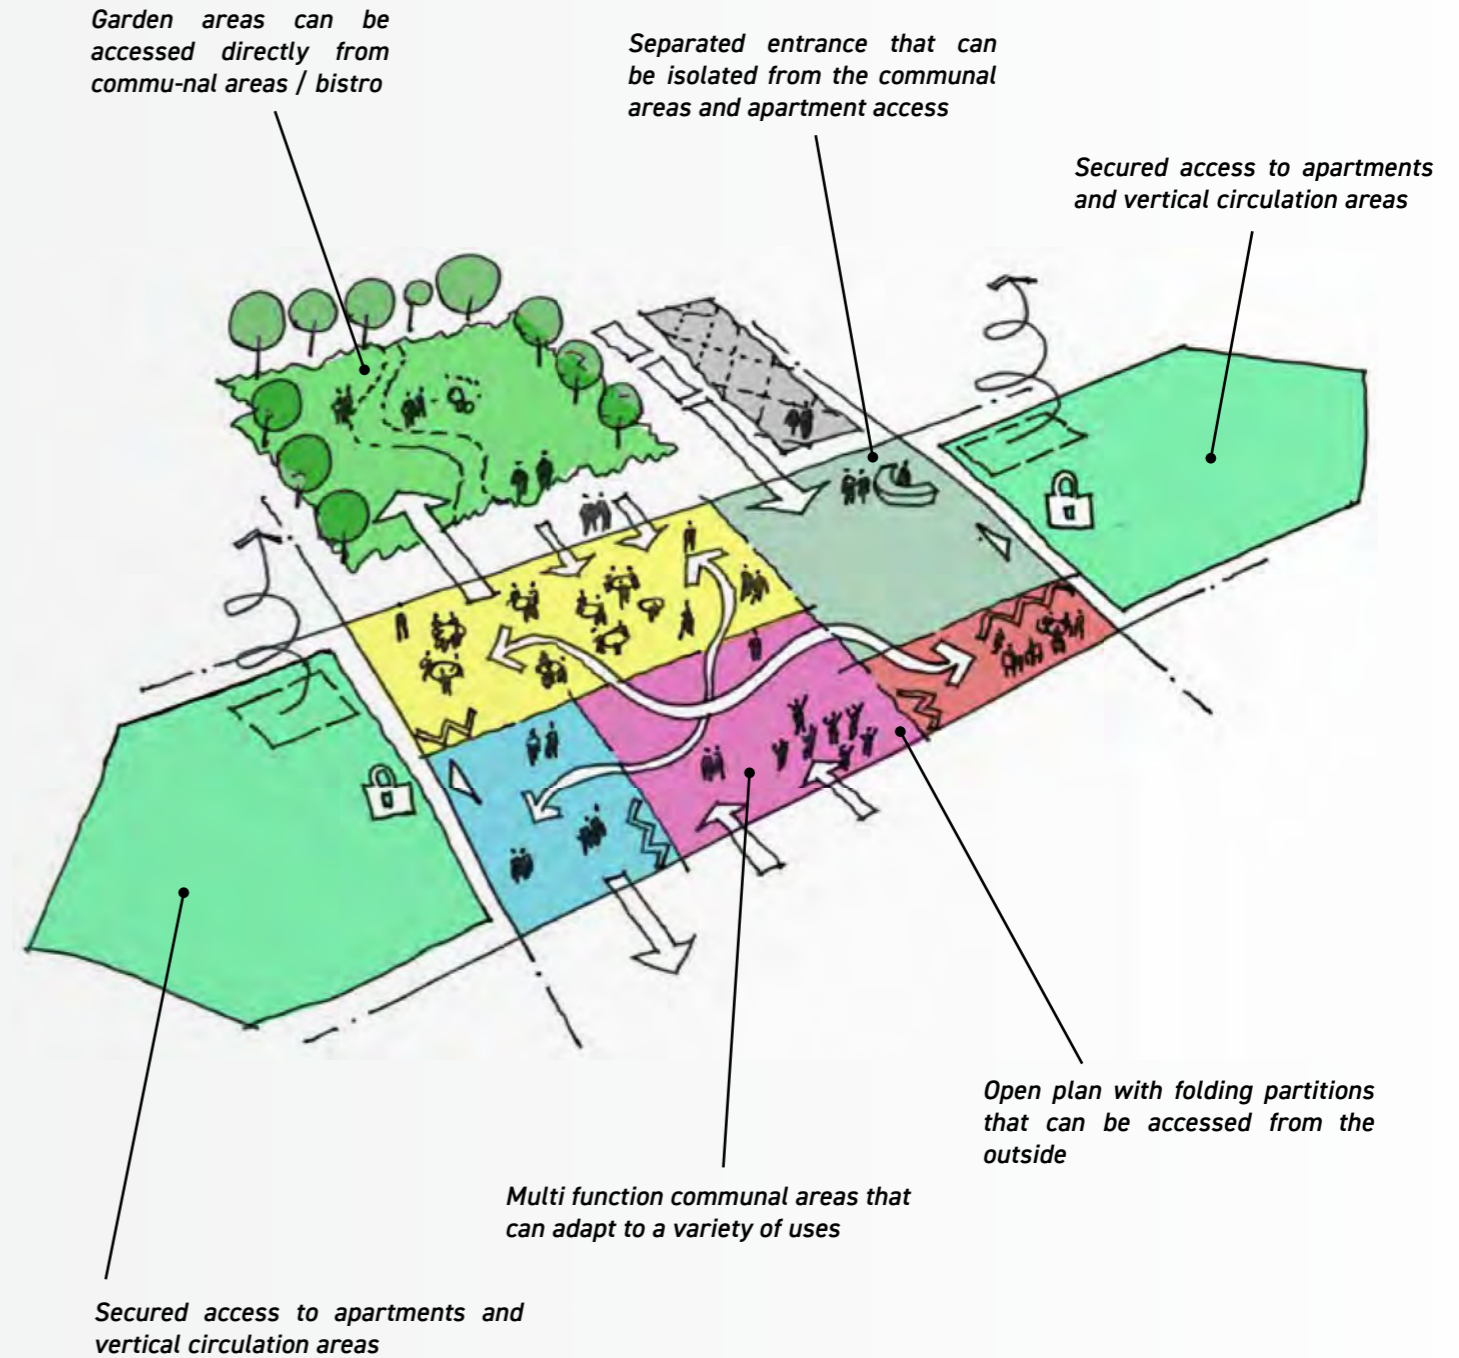 Garden areas can be
accessed directly from
commu-nal areas / bistro
Separated entrance that can
be isolated from the communal
areas and apartment access
Secured access to apartments
and vertical circulation areas
Open plan with folding partitions
that can be accessed from the
outside
Multi function communal areas that
can adapt to a variety of uses
Secured access to apartments and
vertical circulation areas